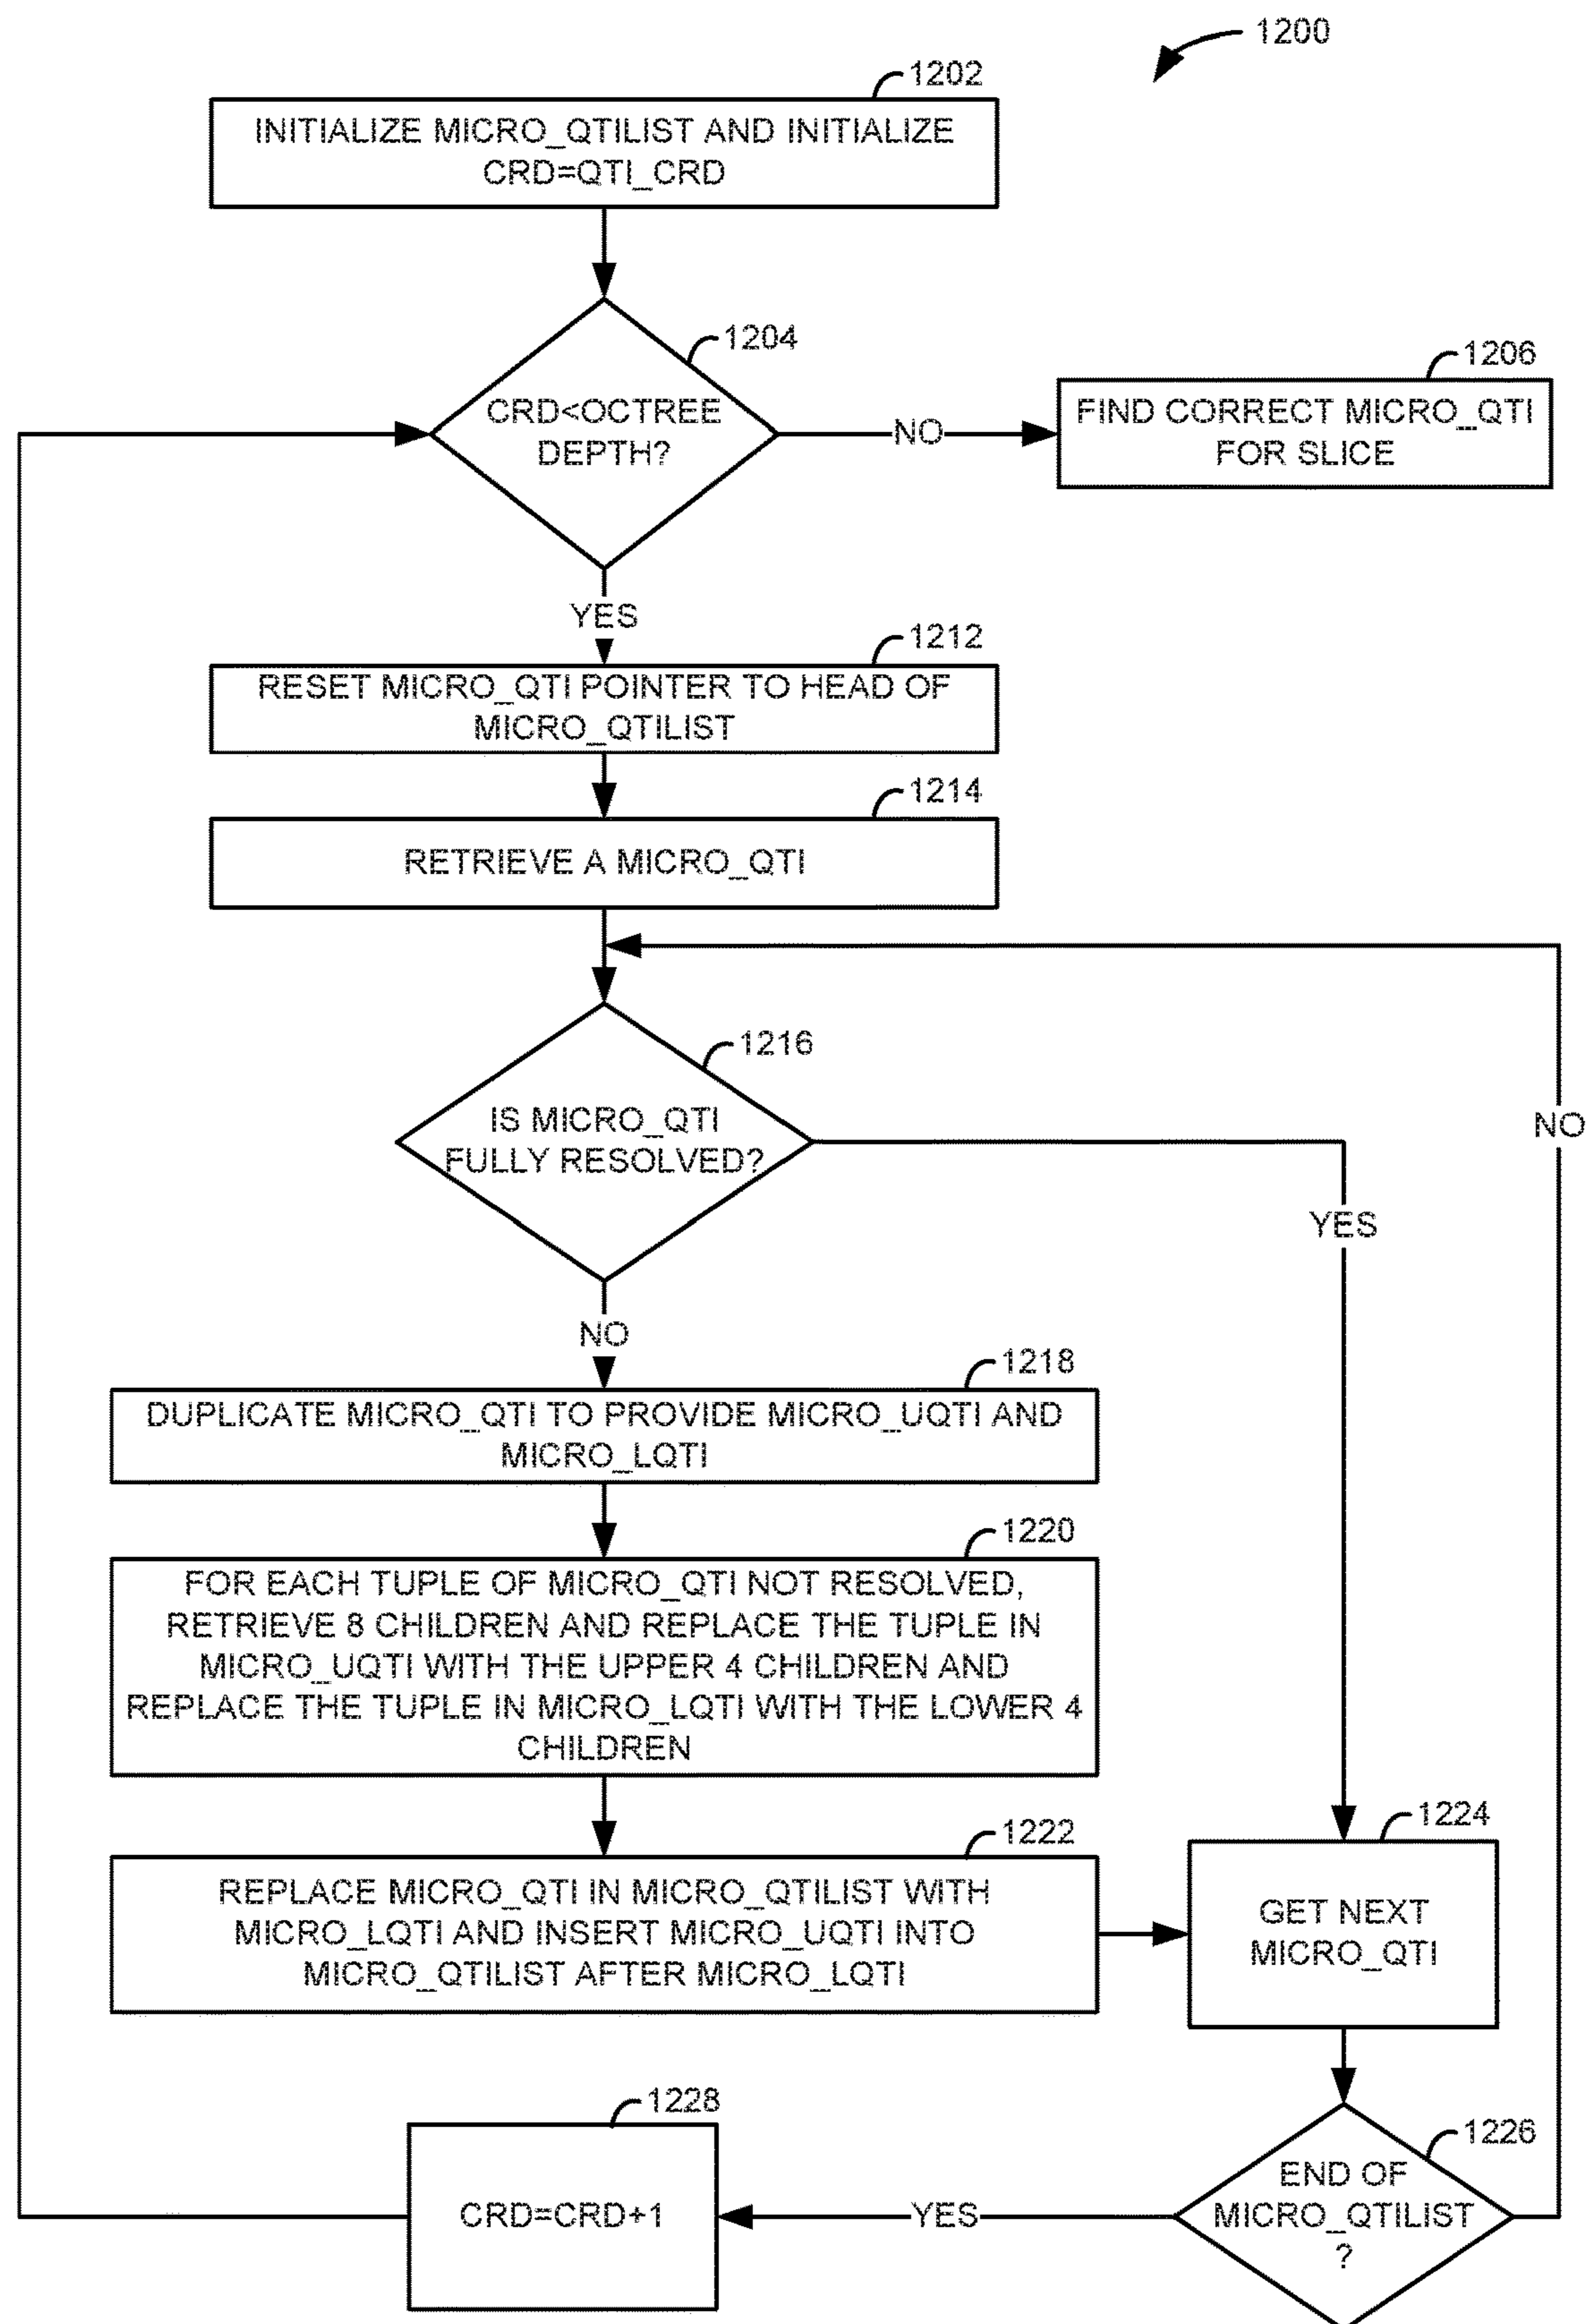 1200
1202
INITIALIZE MICRO_QTILIST AND INITIALIZE
CRD=QTI_CRD
1204
CRD<OCTREE
DEPTH?
NO
1206
FIND CORRECT MICRO_QTI
FOR SLICE
YES
1212
RESET MICRO_QTI POINTER TO HEAD OF
MICRO_QTILIST
1214
RETRIEVE A MICRO_QTI
1216
IS MICRO_QTI
FULLY RESOLVED?
NO
YES
NO
1218
DUPLICATE MICRO_QTI TO PROVIDE MICRO_UQTI AND
MICRO_LQTI
1220
FOR EACH TUPLE OF MICRO_QTI NOT RESOLVED,
RETRIEVE 8 CHILDREN AND REPLACE THE TUPLE IN
MICRO_UQTI WITH THE UPPER 4 CHILDREN AND
REPLACE THE TUPLE IN MICRO_LQTI WITH THE LOWER 4
CHILDREN
1222
REPLACE MICRO_QTI IN MICRO_QTILIST WITH
MICRO_LQTI AND INSERT MICRO_UQTI INTO
MICRO_QTILIST AFTER MICRO_LQTI
1224
GET NEXT
MICRO_QTI
1226
END OF
MICRO_QTILIST
?
YES
1228
CRD=CRD+1